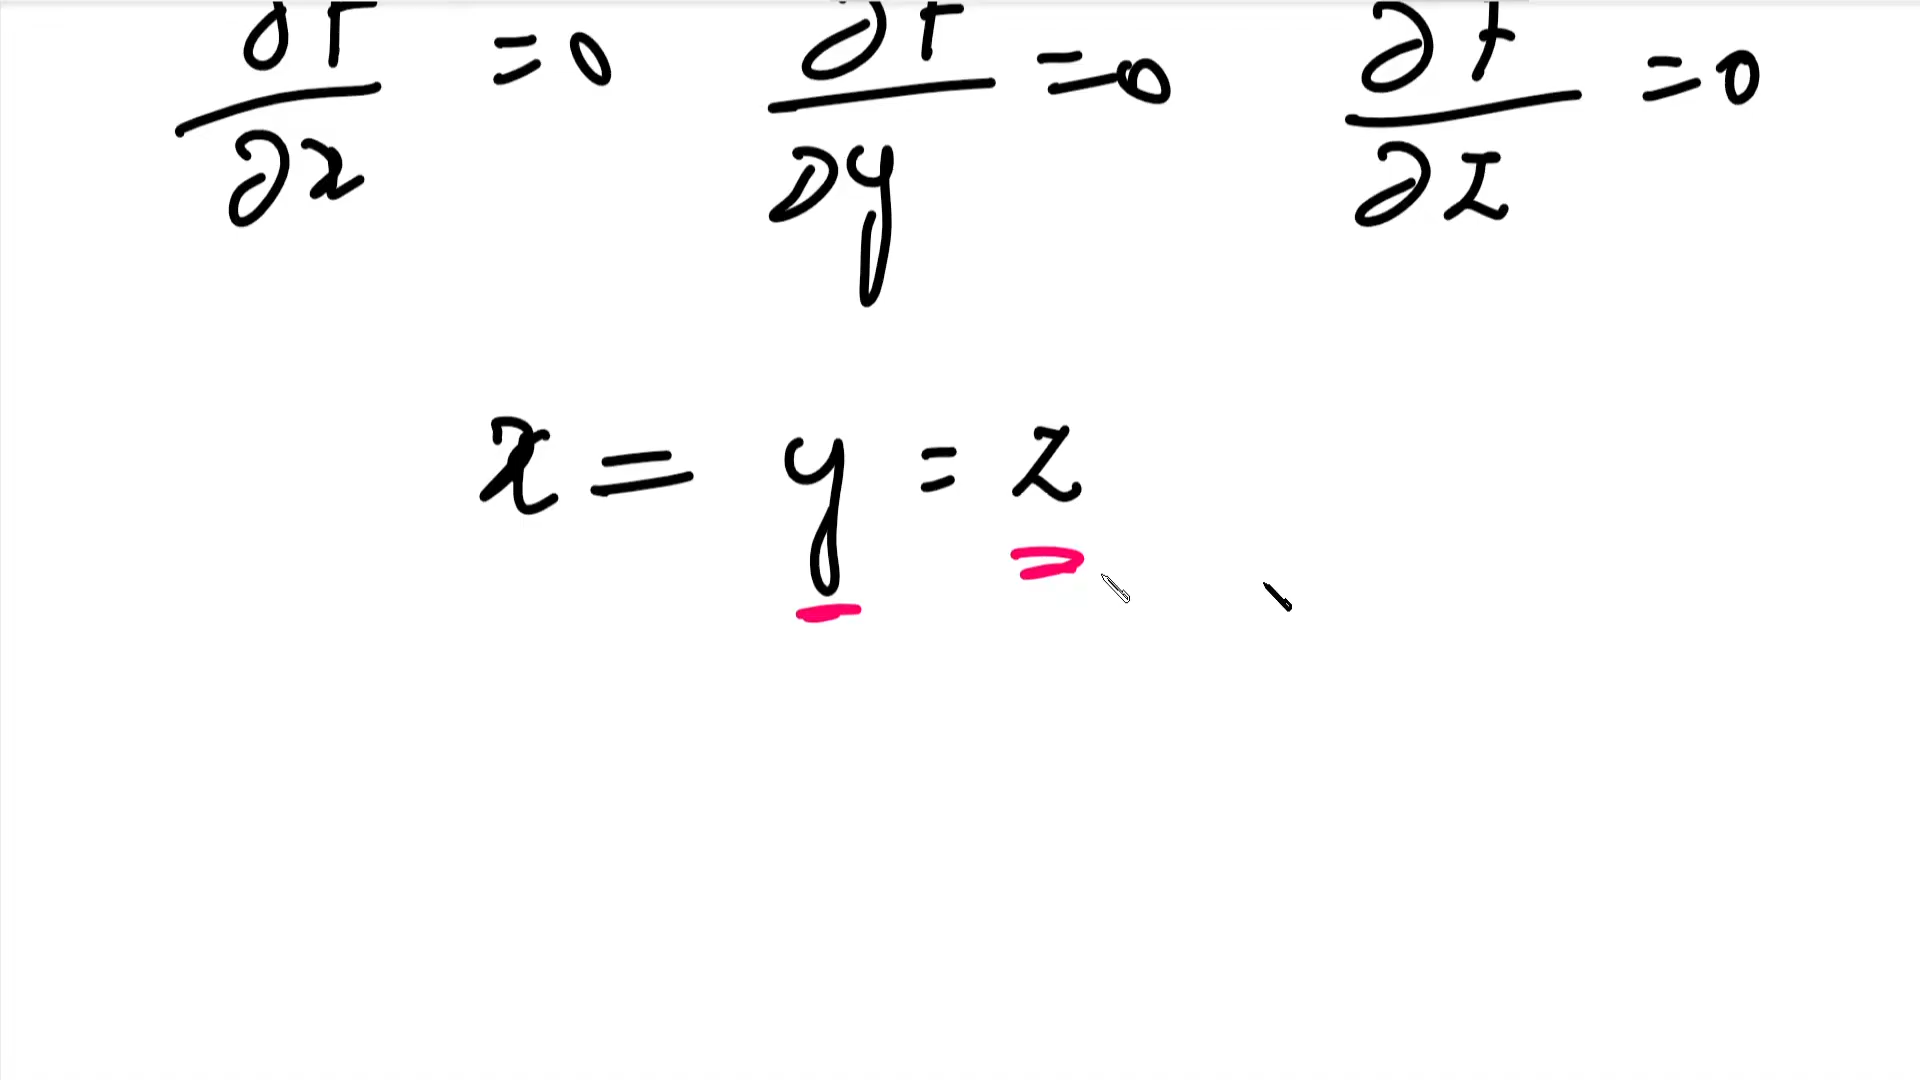 ∂F/∂x =0 ∂F/∂y =0 ∂F/∂z =0
x = y = z